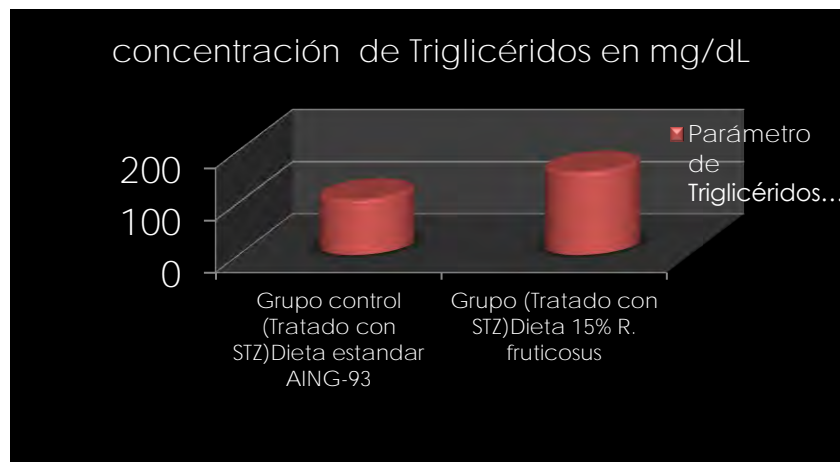 concentración de Triglicéridos en mg/dL
Parámetro
de
Triglicéridos...
200
100
0
Grupo control
(Tratado con
STZ)Dieta estandar
AING-93
Grupo (Tratado con
STZ)Dieta 15% R.
fruticosus